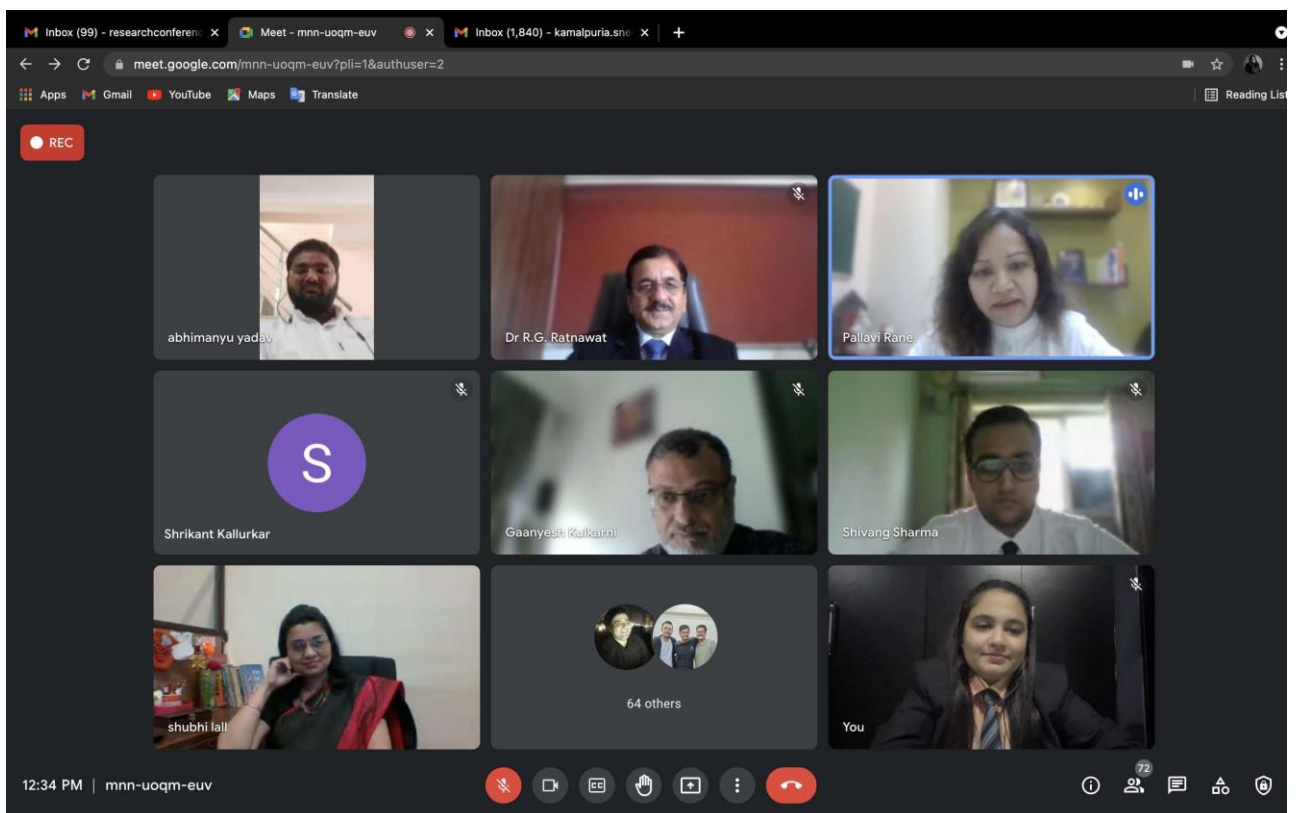 Inbox (99) - researchconferenc
Meet - mnn-uoqm-euv
Inbox (1,840) - kamalpuria.sne
meet.google.com/mnn-uoqm-euv?pli=1&authuser=2
Apps Gmail YouTube Maps Translate Reading List
REC
abhimanyu yadav Dr R.G. Ratnawat Pallavi Rane
S
Shrikant Kallurkar Gaanyesh Kulkarni Shivang Sharma
64 others
shubhi lall You
72
12:34 PM | mnn-uoqm-euv
CC